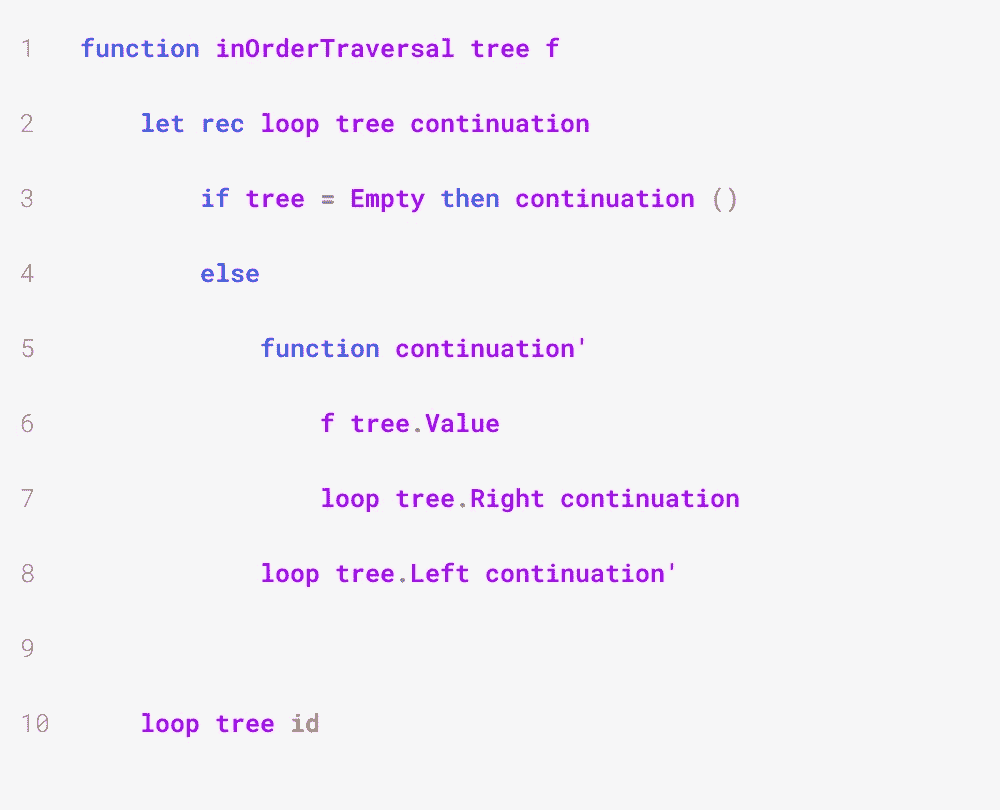 1 function inOrderTraversal tree f
2 let rec loop tree continuation
3 if tree = Empty then continuation ()
4 else
5 function continuation'
6 f tree.Value
7 loop tree.Right continuation
8 loop tree.Left continuation'
9
10 loop tree id